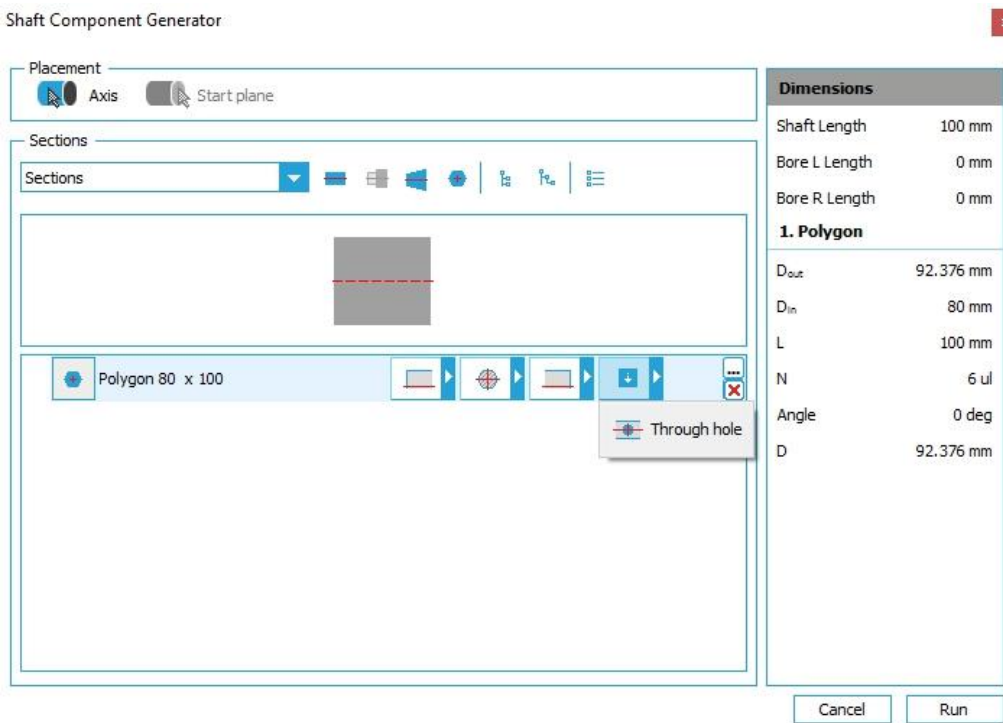 Shaft Component Generator
Placement
Axis
Start plane
Sections
Sections
Polygon 80 x 100
...
Through hole
Dimensions
Shaft Length 100 mm
Bore L Length 0 mm
Bore R Length 0 mm
1. Polygon
Dout 92.376 mm
Din 80 mm
L 100 mm
N 6 ul
Angle 0 deg
D 92.376 mm
Cancel
Run